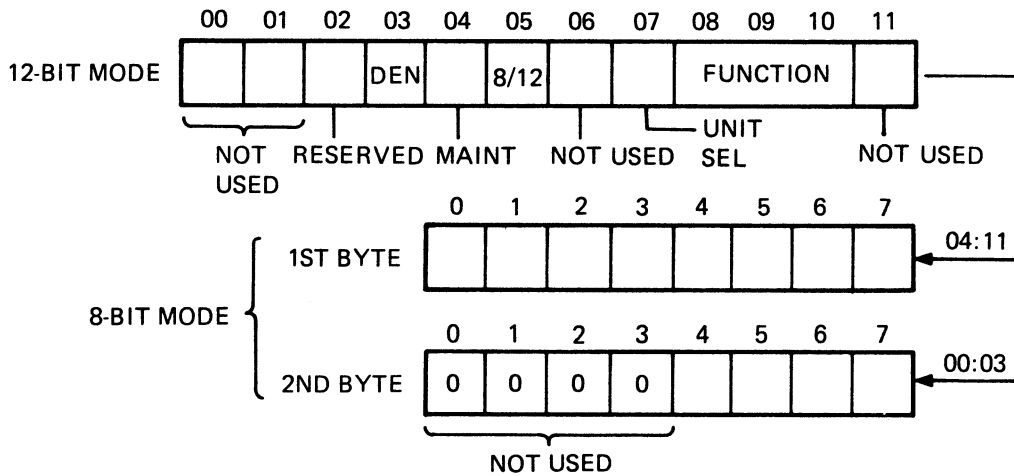 00 01 02 03 04 05 06 07 08 09 10 11
12-BIT MODE DEN 8/12 FUNCTION
NOT USED RESERVED MAINT NOT USED UNIT SEL NOT USED
0 1 2 3 4 5 6 7
1ST BYTE 04:11
8-BIT MODE
0 1 2 3 4 5 6 7
2ND BYTE 0 0 0 0 00:03
NOT USED